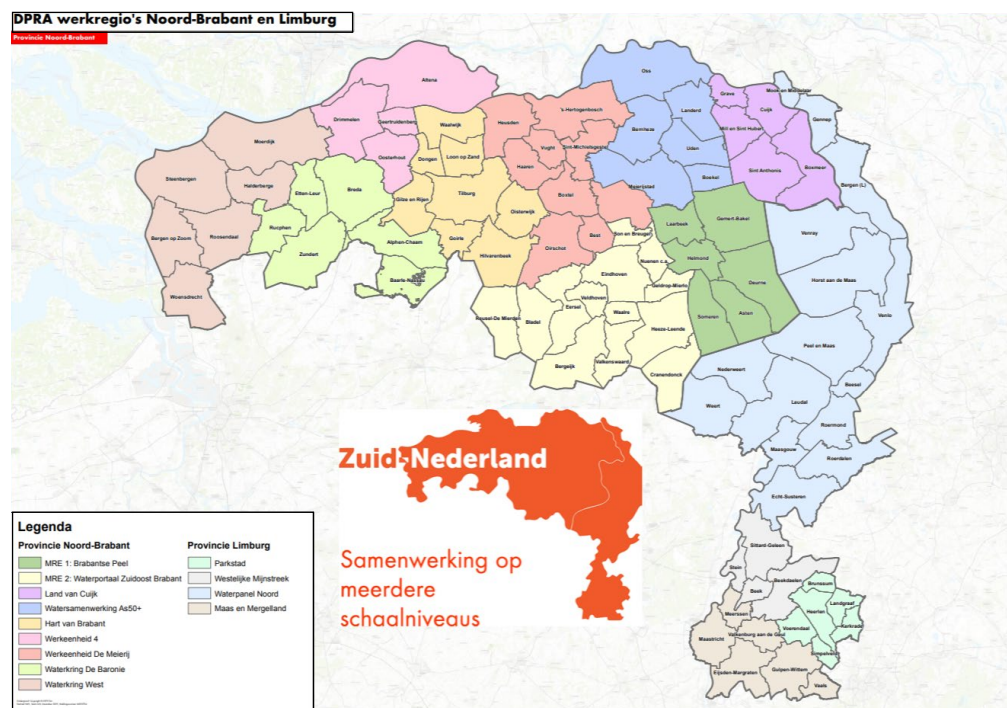 DPRA werkregio's Noord-Brabant en Limburg
Provincie Noord-Brabant
Altena
Oss
Grave
Mook en Middelaar
Cuijk
Landerd
Gennep
Drimmelen
Geertruidenberg
Waalwijk
Heusden
's-Hertogenbosch
Bernheze
Mill en Sint Hubert
Moerdijk
Vught
Sint-Michielsgestel
Uden
Oosterhout
Dongen
Loon op Zand
Haaren
Sint Anthonis
Boxmeer
Steenbergen
Boekel
Bergen (L)
Halderberge
Etten-Leur
Breda
Tilburg
Boxtel
Meierijstad
Gilze en Rijen
Oisterwijk
Gemert-Bakel
Laarbeek
Rucphen
Bergen op Zoom
Roosendaal
Goirle
Best
Son en Breugel
Venray
Alphen-Chaam
Oirschot
Hilvarenbeek
Zundert
Nuenen c.a.
Helmond
Eindhoven
Horst aan de Maas
Baarle-Nassau
Geldrop-Mierlo
Deurne
Woensdrecht
Veldhoven
Eersel
Waalre
Asten
Someren
Venlo
Reusel-De Mierden
Bladel
Heeze-Leende
Peel en Maas
Bergeijk
Valkenswaard
Nederweert
Cranendonck
Beesel
Leudal
Weert
Roermond
Maasgouw
Roerdalen
Echt-Susteren
Zuid-Nederland
Samenwerking op
meerdere
schaalniveaus
Sittard-Geleen
Stein
Beekdaelen
Beek
Brunssum
Meerssen
Heerlen
Landgraaf
Kerkrade
Voerendaal
Maastricht
Valkenburg aan de Geul
Simpelveld
Eijsden-Margraten
Gulpen-Wittem
Vaals
Legenda
Provincie Noord-Brabant
MRE 1: Brabantse Peel
MRE 2: Waterportaal Zuidoost Brabant
Land van Cuijk
Watersamenwerking As50+
Hart van Brabant
Werkeenheid 4
Werkeenheid De Meierij
Waterkring De Baronie
Waterkring West
Provincie Limburg
Parkstad
Westelijke Mijnstreek
Waterpanel Noord
Maas en Mergelland